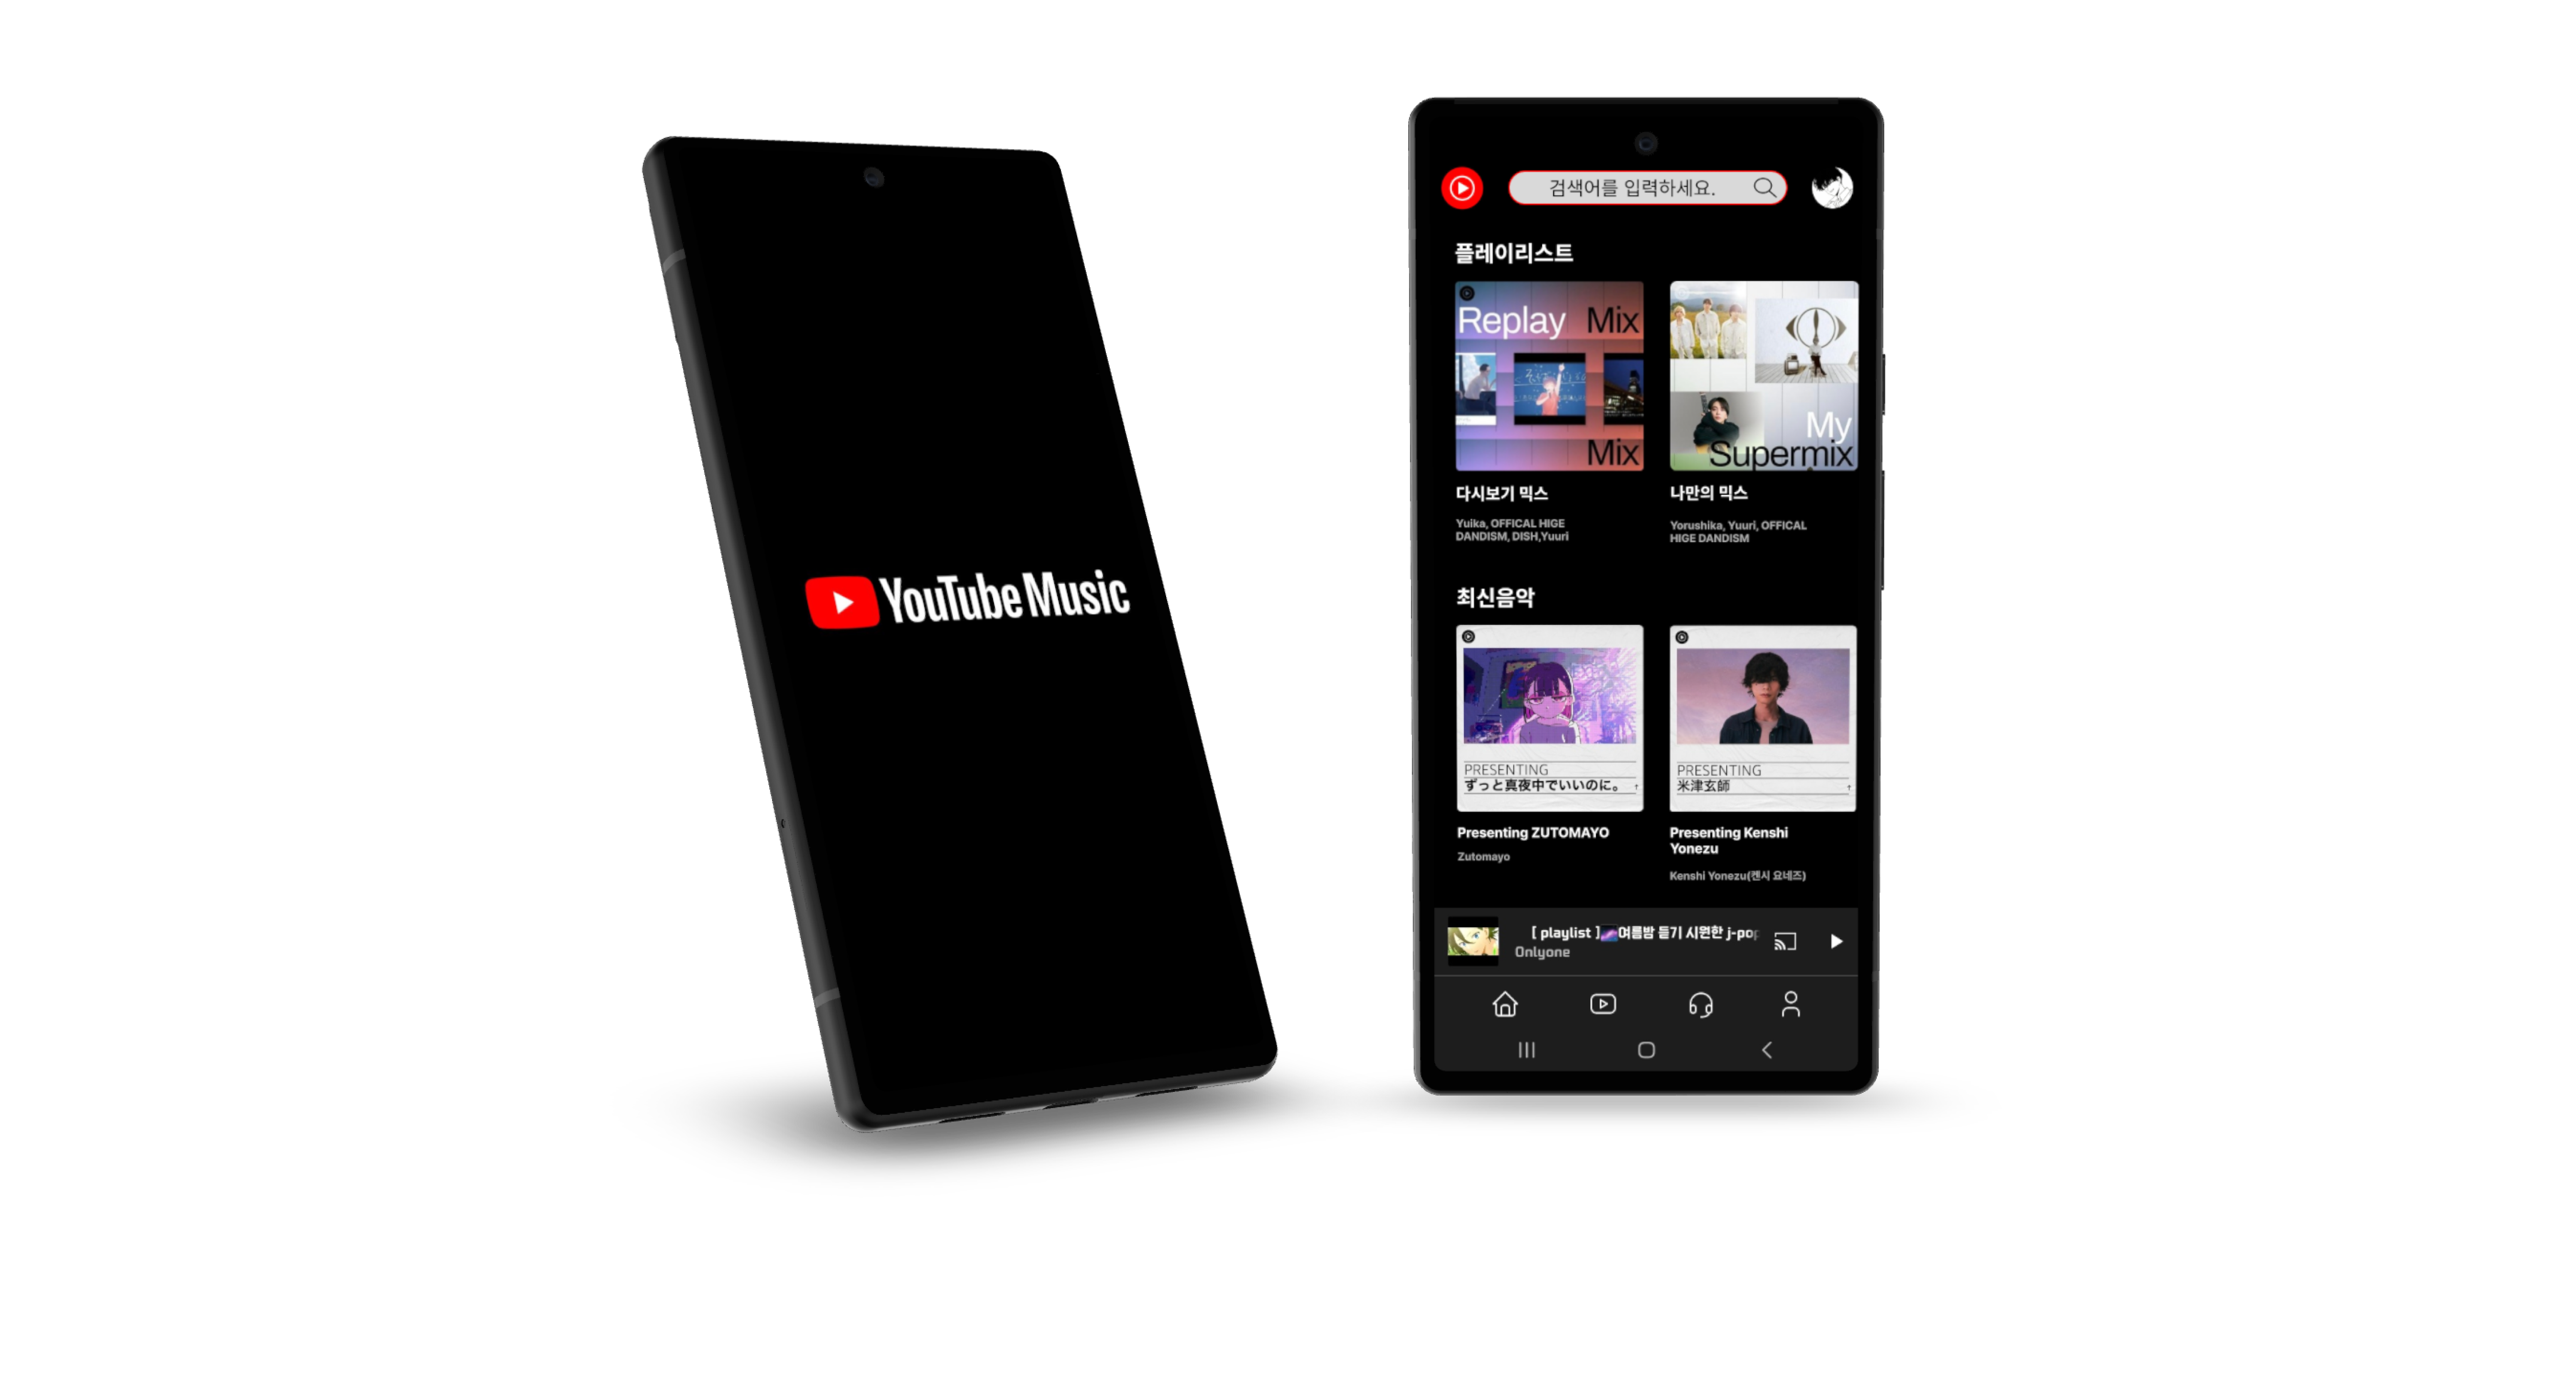 YouTube Music
검색어를 입력하세요.
플레이리스트
Replay Mix
Mix
My
Supermix
다시보기 믹스
Yuika, OFFICAL HIGE
DANDISM, DISH,Yuuri
나만의 믹스
Yorushika, Yuuri, OFFICAL
HIGE DANDISM
최신음악
PRESENTING
ずっと真夜中でいいのに。
PRESENTING
米津玄師
Presenting ZUTOMAYO
Zutomayo
Presenting Kenshi
Yonezu
Kenshi Yonezu(켄시 요네즈)
[ playlist ]🌌여름밤 듣기 시원한 j-pop
Onlyone